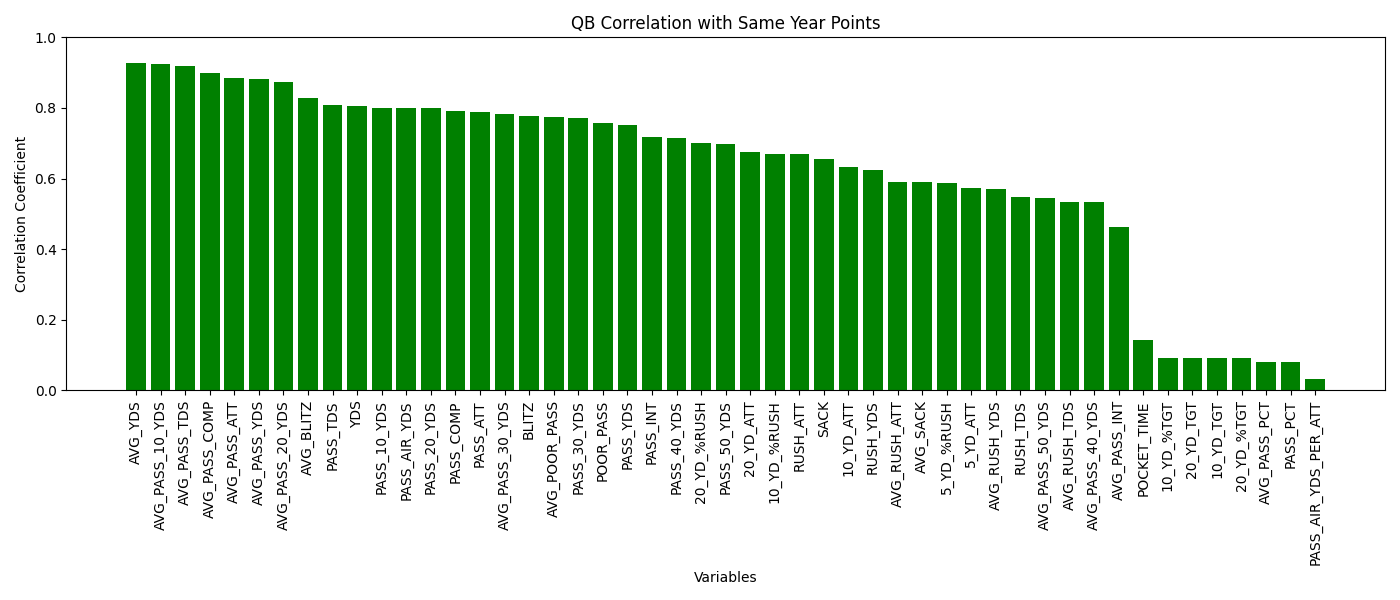 QB Correlation with Same Year Points
1.0
0.8
0.6
0.4
0.2
0.0
Correlation Coefficient
AVG_YDS
AVG_PASS_10_YDS
AVG_PASS_TDS
AVG_PASS_COMP
AVG_PASS_ATT
AVG_PASS_YDS
AVG_PASS_20_YDS
AVG_BLITZ
PASS_TDS
YDS
PASS_10_YDS
PASS_AIR_YDS
PASS_20_YDS
PASS_COMP
PASS_ATT
AVG_PASS_30_YDS
BLITZ
AVG_POOR_PASS
PASS_30_YDS
POOR_PASS
PASS_YDS
PASS_INT
PASS_40_YDS
20_YD_%RUSH
PASS_50_YDS
20_YD_ATT
10_YD_%RUSH
RUSH_ATT
SACK
10_YD_ATT
RUSH_YDS
AVG_RUSH_ATT
AVG_SACK
5_YD_%RUSH
5_YD_ATT
AVG_RUSH_YDS
RUSH_TDS
AVG_PASS_50_YDS
AVG_RUSH_TDS
AVG_PASS_40_YDS
AVG_PASS_INT
POCKET_TIME
10_YD_%TGT
20_YD_TGT
10_YD_TGT
20_YD_%TGT
AVG_PASS_PCT
PASS_PCT
PASS_AIR_YDS_PER_ATT
Variables